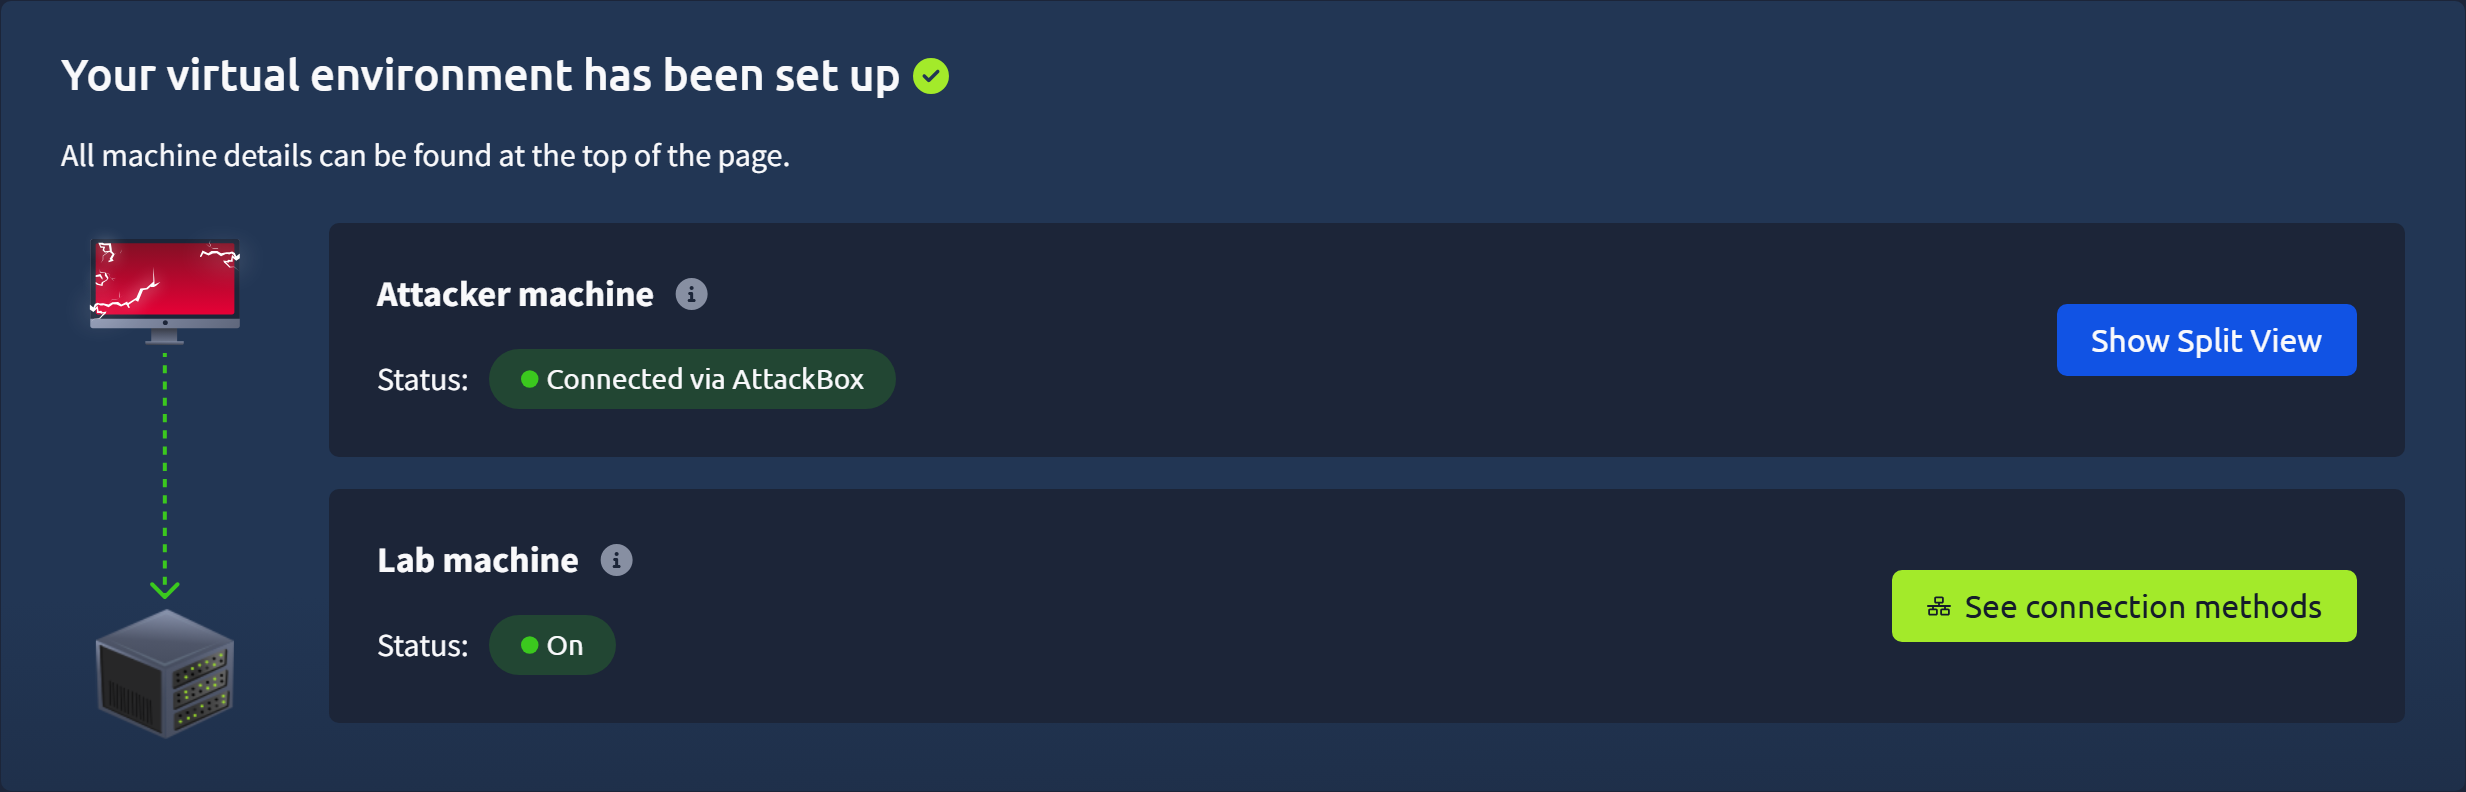 Your virtual environment has been set up
All machine details can be found at the top of the page.
Attacker machine
Status: Connected via AttackBox
Show Split View
Lab machine
Status: On
See connection methods